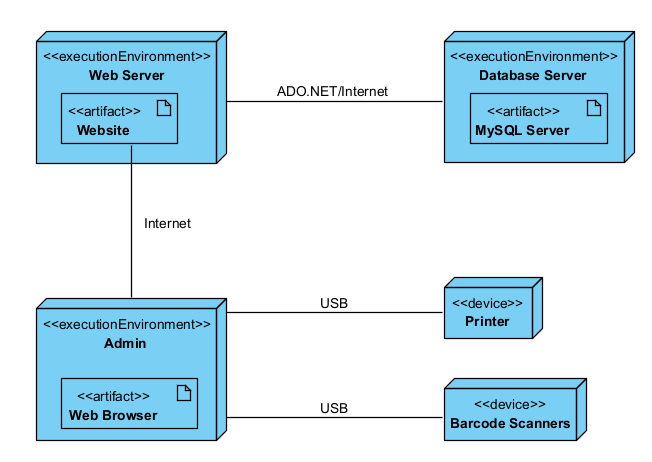 <<executionEnvironment>>
Web Server
<<artifact>>
Website
ADO.NET/Internet
<<executionEnvironment>>
Database Server
<<artifact>>
MySQL Server
Internet
<<executionEnvironment>>
Admin
<<artifact>>
Web Browser
USB
<<device>>
Printer
USB
<<device>>
Barcode Scanners